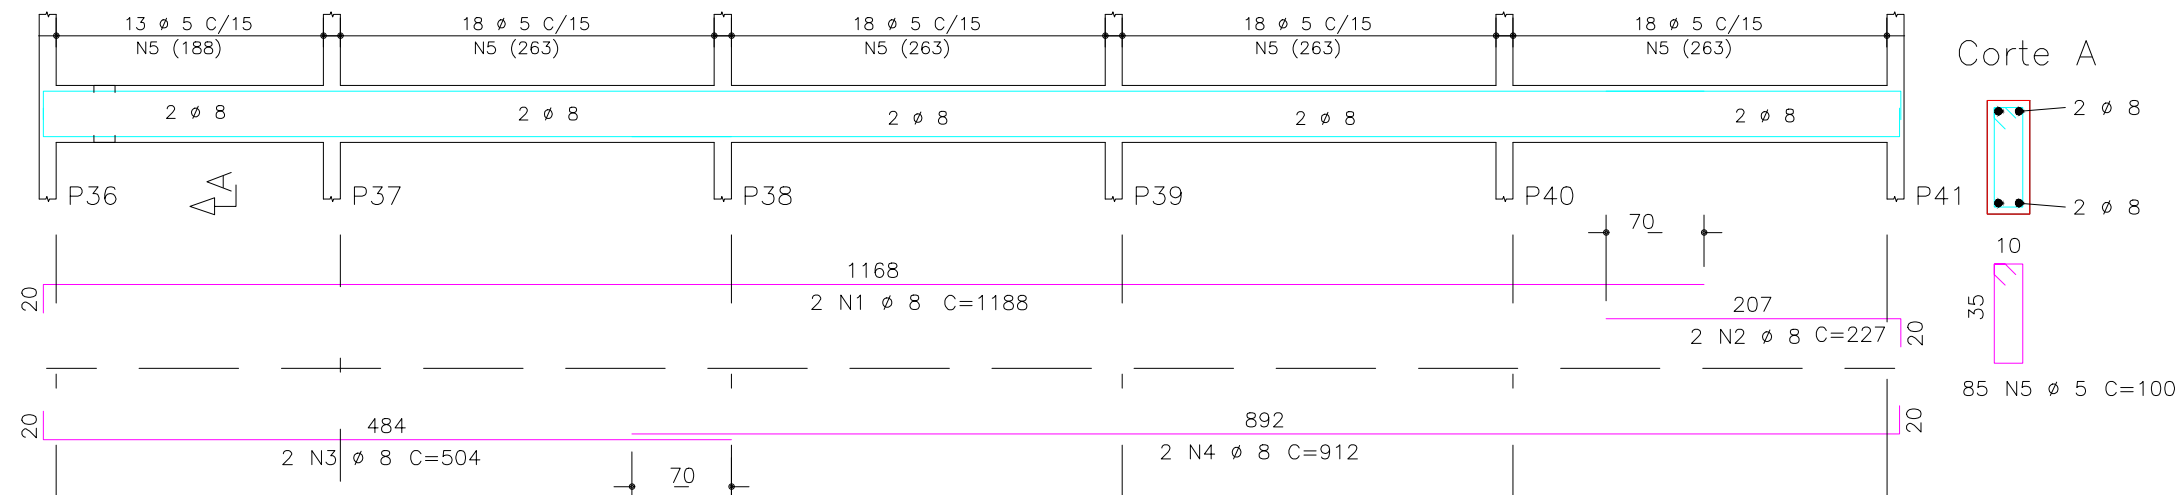 13 ø 5 C/15
N5 (188)
18 ø 5 C/15
N5 (263)
18 ø 5 C/15
N5 (263)
18 ø 5 C/15
N5 (263)
18 ø 5 C/15
N5 (263)
Corte A
2 ø 8
2 ø 8
2 ø 8
2 ø 8
2 ø 8
2 ø 8
2 ø 8
A
P36
P37
P38
P39
P40
P41
70
10
35
85 N5 ø 5 C=100
20
1168
2 N1 ø 8 C=1188
207
2 N2 ø 8 C=227
20
20
484
2 N3 ø 8 C=504
892
2 N4 ø 8 C=912
20
70